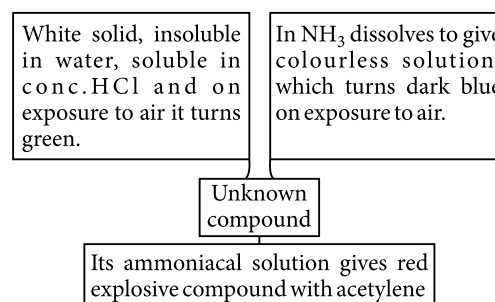 White solid, insoluble
in water, soluble in
conc.HCl and on
exposure to air it turns
green.
In NH₃ dissolves to give
colourless solution
which turns dark blue
on exposure to air.
Unknown
compound
Its ammoniacal solution gives red
explosive compound with acetylene